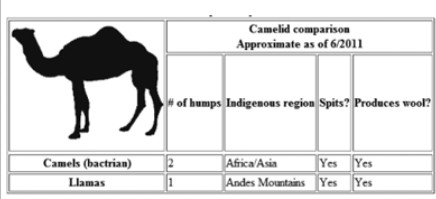 Camelid comparison
Approximate as of 6/2011
# of humps Indigenous region Spits? Produces wool?
Camels (bactrian) 2 Africa/Asia Yes Yes
Llamas 1 Andes Mountains Yes Yes